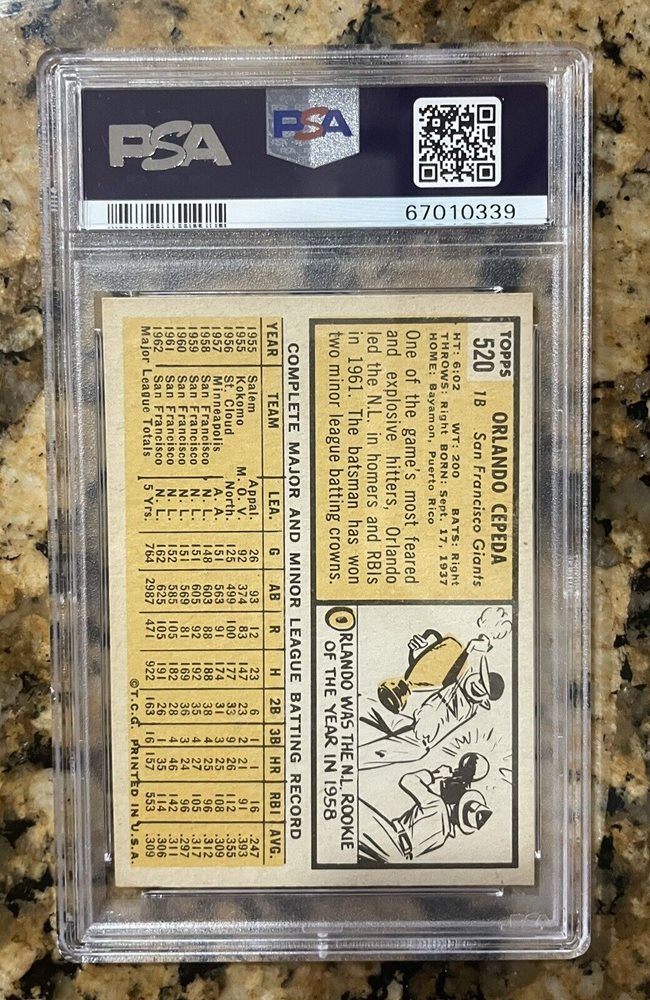 PSA
PSA
67010339
PSA
TOPPS
520
ORLANDO CEPEDA
1B San Francisco Giants
HT: 6:02 WT: 200 BATS: Right
THROWS: Right BORN: Sept. 17, 1937
HOME: Bayamon, Puerto Rico
One of the game's most feared
and explosive hitters, Orlando
led the N.L. in homers and RBIs
in 1961. The batsman has won
two minor league batting crowns.
ORLANDO WAS THE N.L. ROOKIE
OF THE YEAR IN 1958
COMPLETE MAJOR AND MINOR LEAGUE BATTING RECORD
YEAR TEAM LEA. G AB R H 2B 3B HR RBI AVG.
1955 Salem Appal. 26 93 12 23 6 1 1 16 .247
1955 Kokomo M. O. V. 92 374 83 147 23 2 21 91 .393
1956 St. Cloud North. 125 499 100 177 33 9 26 112 .355
1957 Minneapolis A. A. 151 563 91 174 31 3 25 108 .309
1958 San Francisco N. L. 148 603 88 188 38 4 25 96 .312
1959 San Francisco N. L. 151 605 92 192 35 4 27 105 .317
1960 San Francisco N. L. 151 569 81 169 36 3 24 96 .297
1961 San Francisco N. L. 152 585 105 182 28 4 46 142 .311
1962 San Francisco N. L. 162 625 105 191 26 1 35 114 .306
Major League Totals 5 Yrs. 764 2987 471 922 163 16 157 553 .309
©T.C.G. PRINTED IN U.S.A.